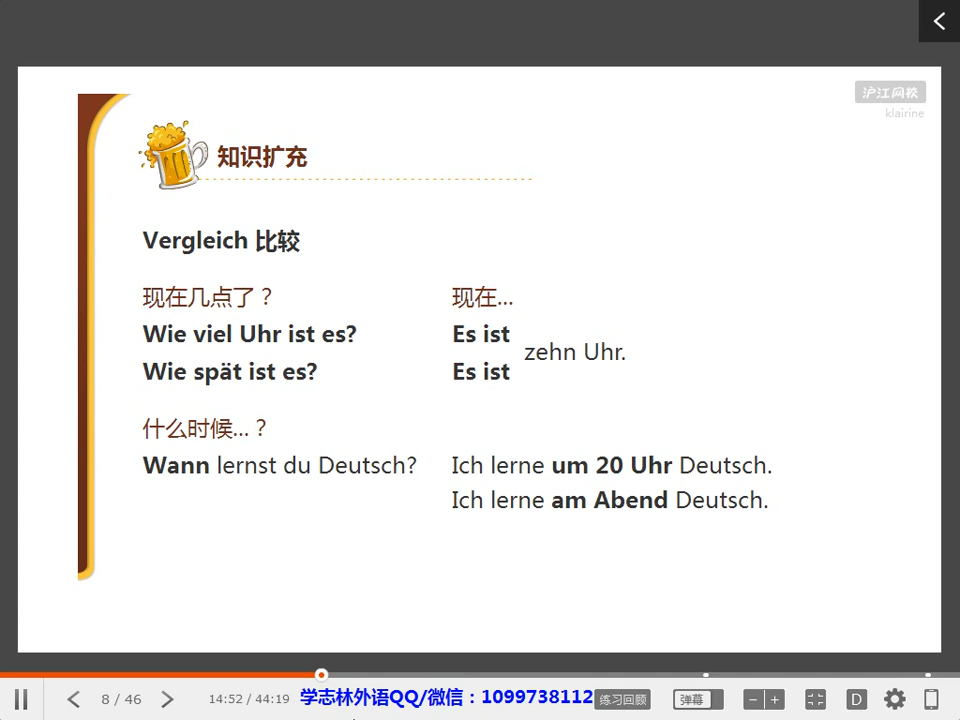 沪江网校
klairine
知识扩充
Vergleich 比较
现在几点了？
现在...
Wie viel Uhr ist es?
Es ist
zehn Uhr.
Wie spät ist es?
Es ist
什么时候...？
Wann lernst du Deutsch?
Ich lerne um 20 Uhr Deutsch.
Ich lerne am Abend Deutsch.
8 / 46
14:52 / 44:19
学志林外语QQ/微信：1099738112
练习回顾
弹幕
D